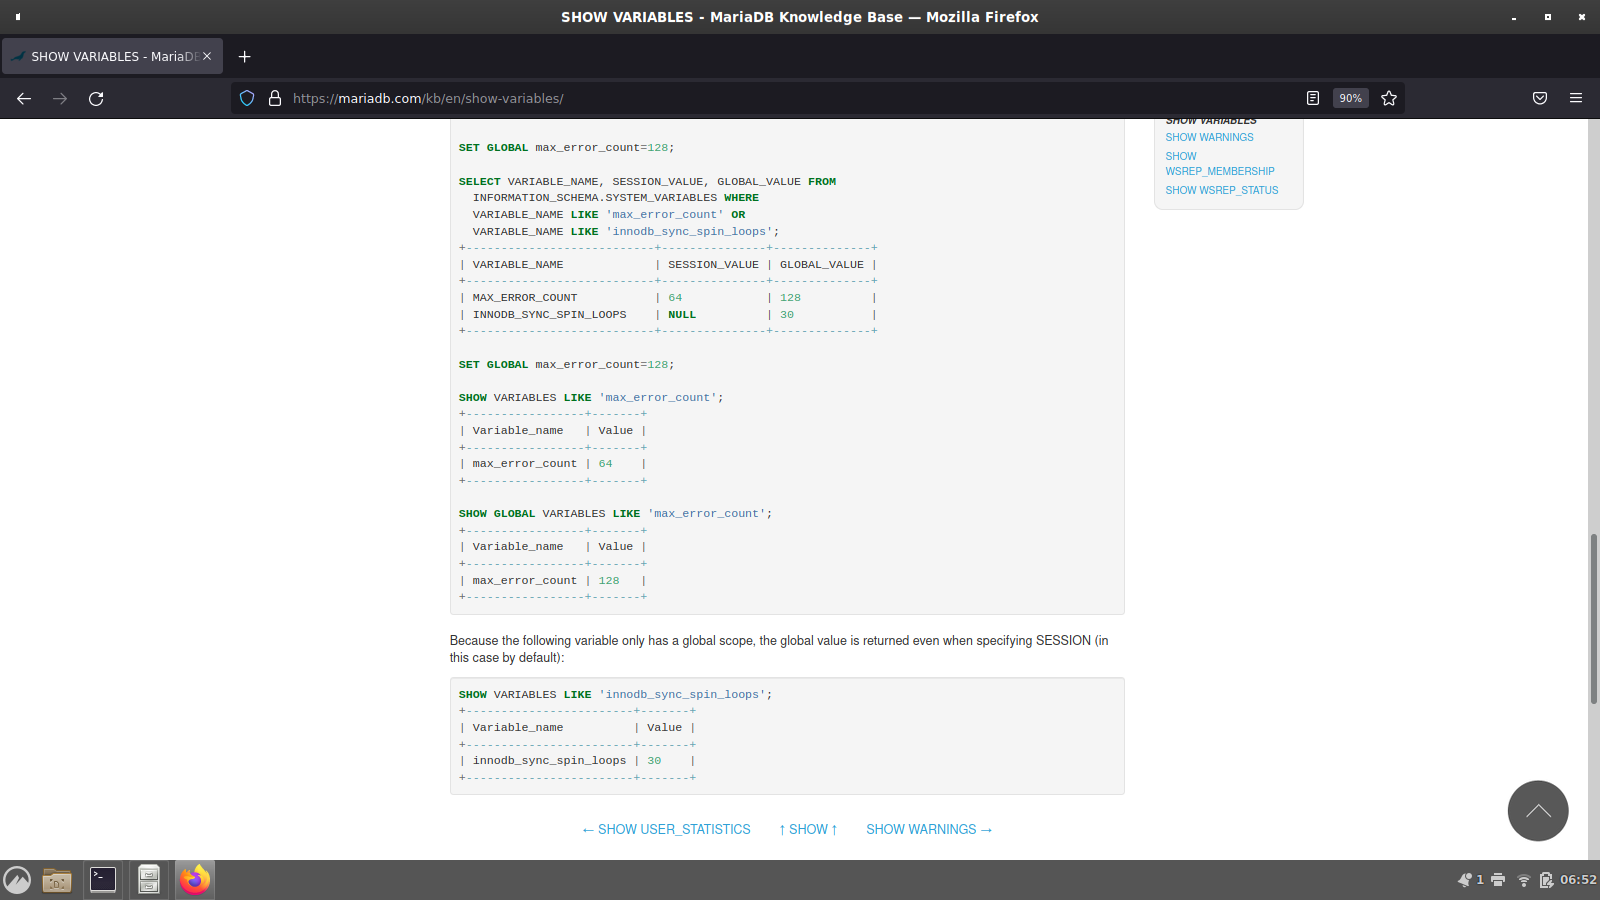 SHOW VARIABLES - MariaDB Knowledge Base — Mozilla Firefox
SHOW VARIABLES - MariaDB
https://mariadb.com/kb/en/show-variables/
90%
SET GLOBAL max_error_count=128;
SELECT VARIABLE_NAME, SESSION_VALUE, GLOBAL_VALUE FROM
  INFORMATION_SCHEMA.SYSTEM_VARIABLES WHERE
  VARIABLE_NAME LIKE 'max_error_count' OR
  VARIABLE_NAME LIKE 'innodb_sync_spin_loops';
+---------------------------+---------------+--------------+
| VARIABLE_NAME             | SESSION_VALUE | GLOBAL_VALUE |
+---------------------------+---------------+--------------+
| MAX_ERROR_COUNT           | 64            | 128          |
| INNODB_SYNC_SPIN_LOOPS    | NULL          | 30           |
+---------------------------+---------------+--------------+
SET GLOBAL max_error_count=128;
SHOW VARIABLES LIKE 'max_error_count';
+-----------------+-------+
| Variable_name   | Value |
+-----------------+-------+
| max_error_count | 64    |
+-----------------+-------+
SHOW GLOBAL VARIABLES LIKE 'max_error_count';
+-----------------+-------+
| Variable_name   | Value |
+-----------------+-------+
| max_error_count | 128   |
+-----------------+-------+
Because the following variable only has a global scope, the global value is returned even when specifying SESSION (in
this case by default):
SHOW VARIABLES LIKE 'innodb_sync_spin_loops';
+------------------------+-------+
| Variable_name          | Value |
+------------------------+-------+
| innodb_sync_spin_loops | 30    |
+------------------------+-------+
← SHOW USER_STATISTICS
↑ SHOW ↑
SHOW WARNINGS →
SHOW VARIABLES
SHOW WARNINGS
SHOW
WSREP_MEMBERSHIP
SHOW WSREP_STATUS
1
06:52